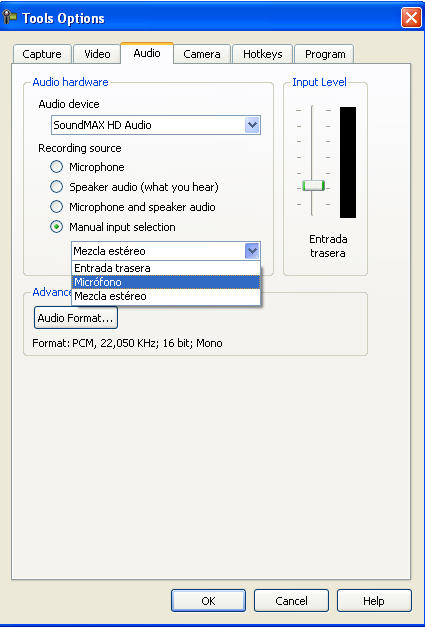 Tools Options
Capture Video Audio Camera Hotkeys Program
Audio hardware
Audio device
SoundMAX HD Audio
Recording source
Microphone
Speaker audio (what you hear)
Microphone and speaker audio
Manual input selection
Mezcla estéreo
Entrada trasera
Micrófono
Mezcla estéreo
Input Level
Entrada
trasera
Advance
Audio Format...
Format: PCM, 22,050 KHz; 16 bit; Mono
OK Cancel Help